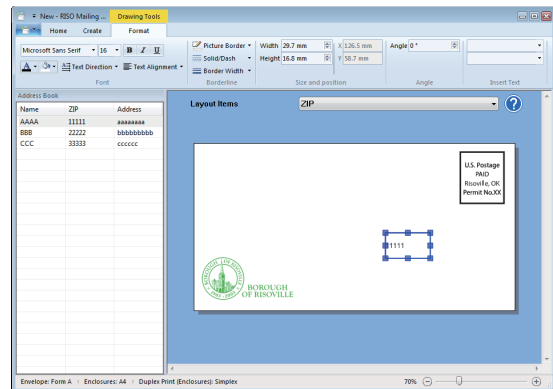 New - RISO Mailing ... Drawing Tools
Home Create Format
Microsoft Sans Serif 16 B I U
A Text Direction Text Alignment
Font
Picture Border
Solid/Dash
Border Width
Borderline
Width 29.7 mm X 126.5 mm
Height 16.8 mm Y 58.7 mm
Size and position
Angle 0 °
Angle
Insert Text
Address Book
Name ZIP Address
AAAA 11111 aaaaaaaa
BBB 22222 bbbbbbbbb
CCC 33333 cccccc
Layout Items ZIP ?
U.S. Postage
PAID
Risoville, OK
Permit No.XX
1111
BOROUGH
OF RISOVILLE
Envelope: Form A Enclosures: A4 Duplex Print (Enclosures): Simplex 70%